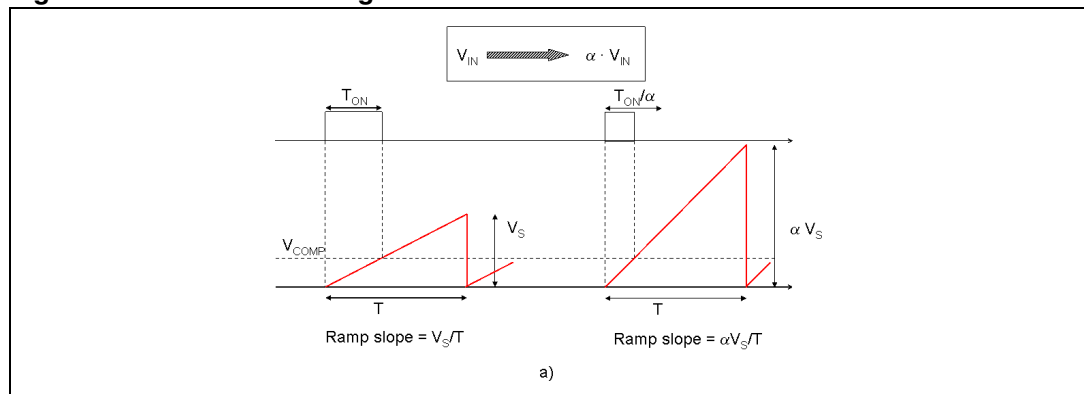 V_IN α · V_IN
T_ON T_ON/α
V_COMP V_S α V_S
T T
Ramp slope = V_S/T Ramp slope = αV_S/T
a)